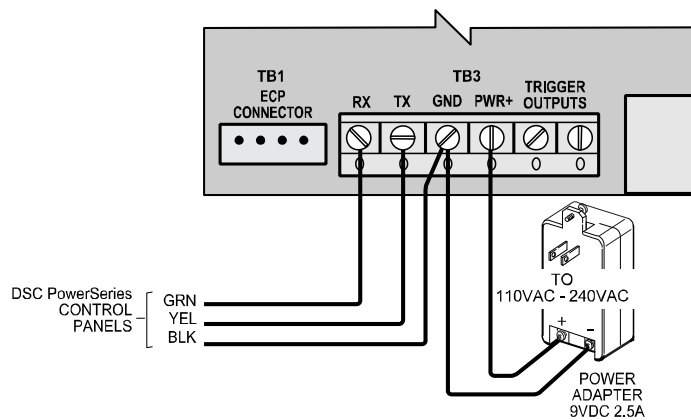 TB1
ECP
CONNECTOR
TB3
RX TX GND PWR+
TRIGGER
OUTPUTS
DSC PowerSeries
CONTROL
PANELS
GRN
YEL
BLK
TO
110VAC - 240VAC
+ -
POWER
ADAPTER
9VDC 2.5A